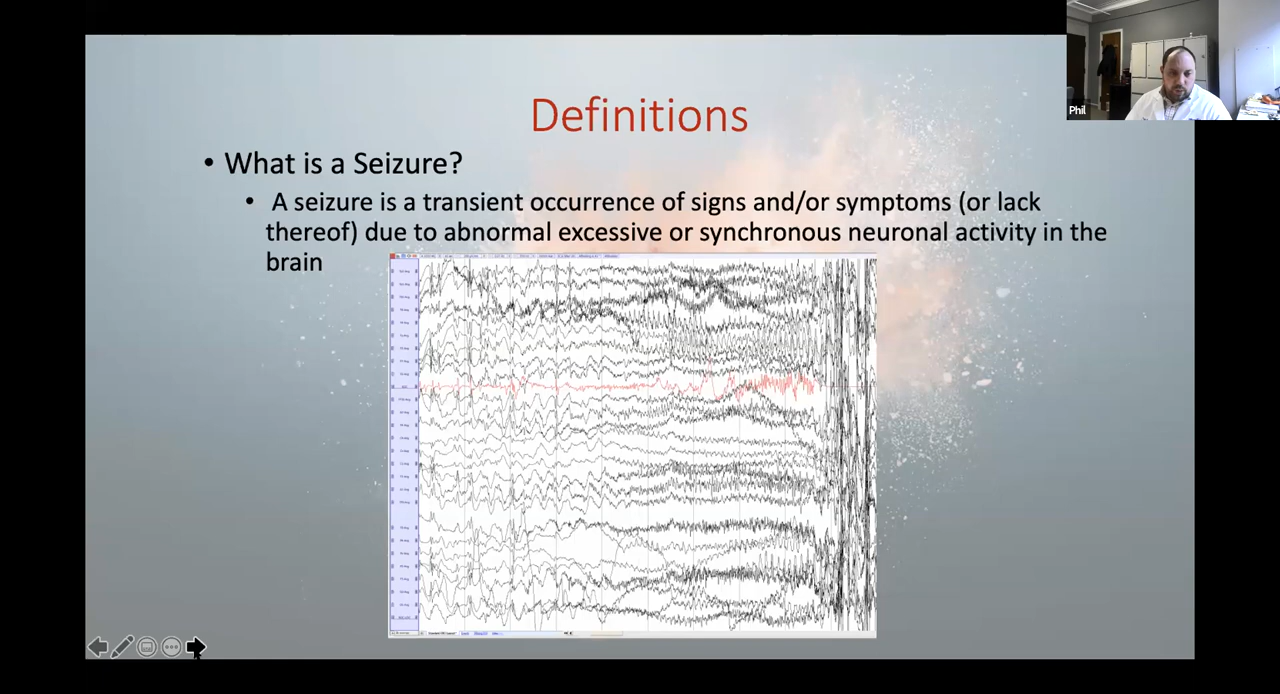 Phil
Definitions
• What is a Seizure?
• A seizure is a transient occurrence of signs and/or symptoms (or lack
thereof) due to abnormal excessive or synchronous neuronal activity in the
brain